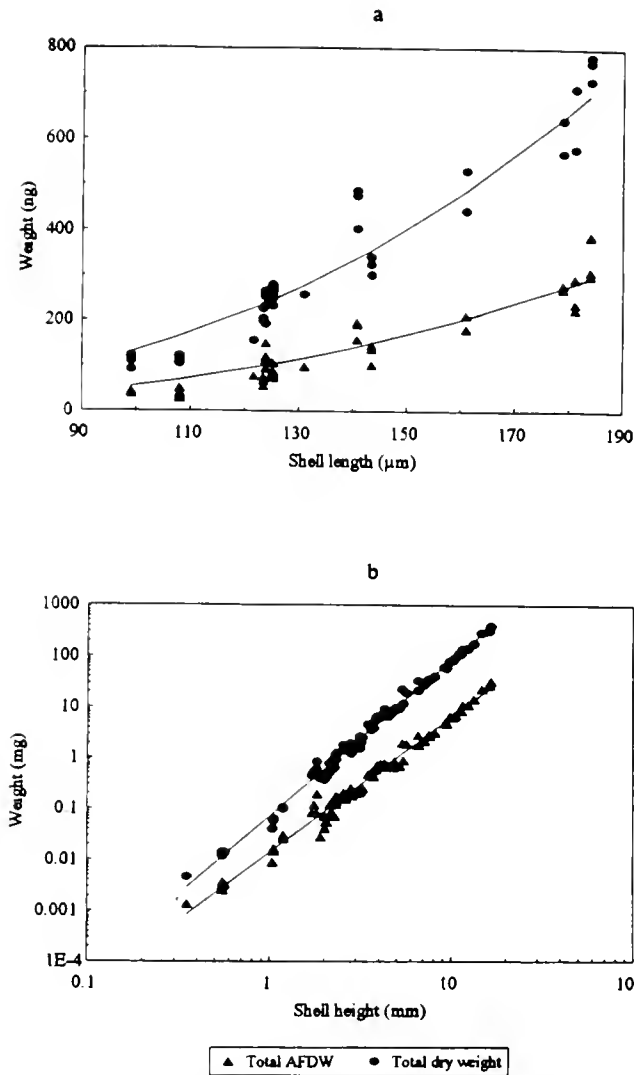 a
800
600
400
200
0
Weight (ng)
90 110 130 150 170 190
Shell length (µm)
b
1000
100
10
1
0.1
0.01
0.001
1E-4
Weight (mg)
0.1 1 10 10
Shell height (mm)
▲ Total AFDW ● Total dry weight